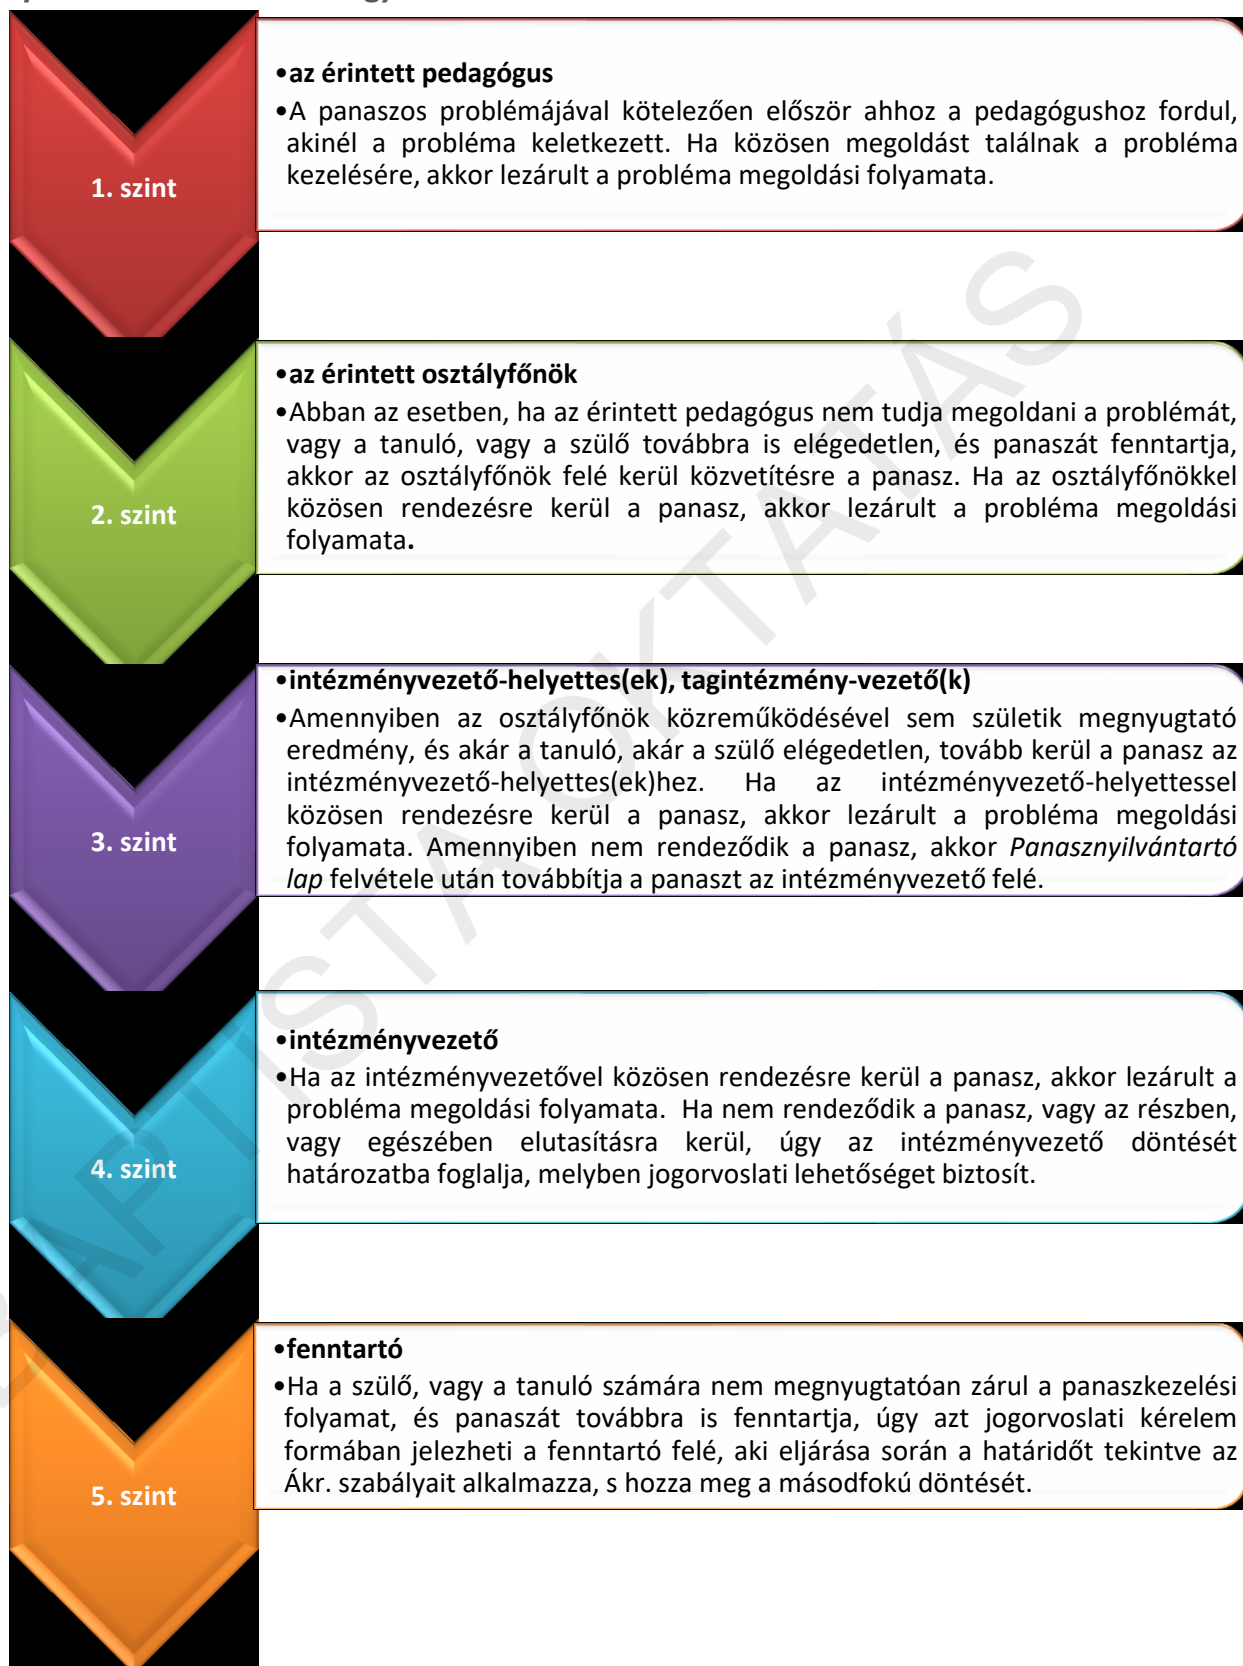 •az érintett pedagógus
•A panaszos problémájával kötelezően először ahhoz a pedagógushoz fordul,
akinél a probléma keletkezett. Ha közösen megoldást találnak a probléma
kezelésére, akkor lezárult a probléma megoldási folyamata.
1. szint
•az érintett osztályfőnök
•Abban az esetben, ha az érintett pedagógus nem tudja megoldani a problémát,
vagy a tanuló, vagy a szülő továbbra is elégedetlen, és panaszát fenntartja,
akkor az osztályfőnök felé kerül közvetítésre a panasz. Ha az osztályfőnökkel
közösen rendezésre kerül a panasz, akkor lezárult a probléma megoldási
folyamata.
2. szint
•intézményvezető-helyettes(ek), tagintézmény-vezető(k)
•Amennyiben az osztályfőnök közreműködésével sem születik megnyugtató
eredmény, és akár a tanuló, akár a szülő elégedetlen, tovább kerül a panasz az
intézményvezető-helyettes(ek)hez. Ha az intézményvezető-helyettessel
közösen rendezésre kerül a panasz, akkor lezárult a probléma megoldási
folyamata. Amennyiben nem rendeződik a panasz, akkor Panasznyilvántartó
lap felvétele után továbbítja a panaszt az intézményvezető felé.
3. szint
•intézményvezető
•Ha az intézményvezetővel közösen rendezésre kerül a panasz, akkor lezárult a
probléma megoldási folyamata. Ha nem rendeződik a panasz, vagy az részben,
vagy egészében elutasításra kerül, úgy az intézményvezető döntését
határozatba foglalja, melyben jogorvoslati lehetőséget biztosít.
4. szint
•fenntartó
•Ha a szülő, vagy a tanuló számára nem megnyugtatóan zárul a panaszkezelési
folyamat, és panaszát továbbra is fenntartja, úgy azt jogorvoslati kérelem
formában jelezheti a fenntartó felé, aki eljárása során a határidőt tekintve az
Ákr. szabályait alkalmazza, s hozza meg a másodfokú döntését.
5. szint
BAPTISTA OKTATÁS